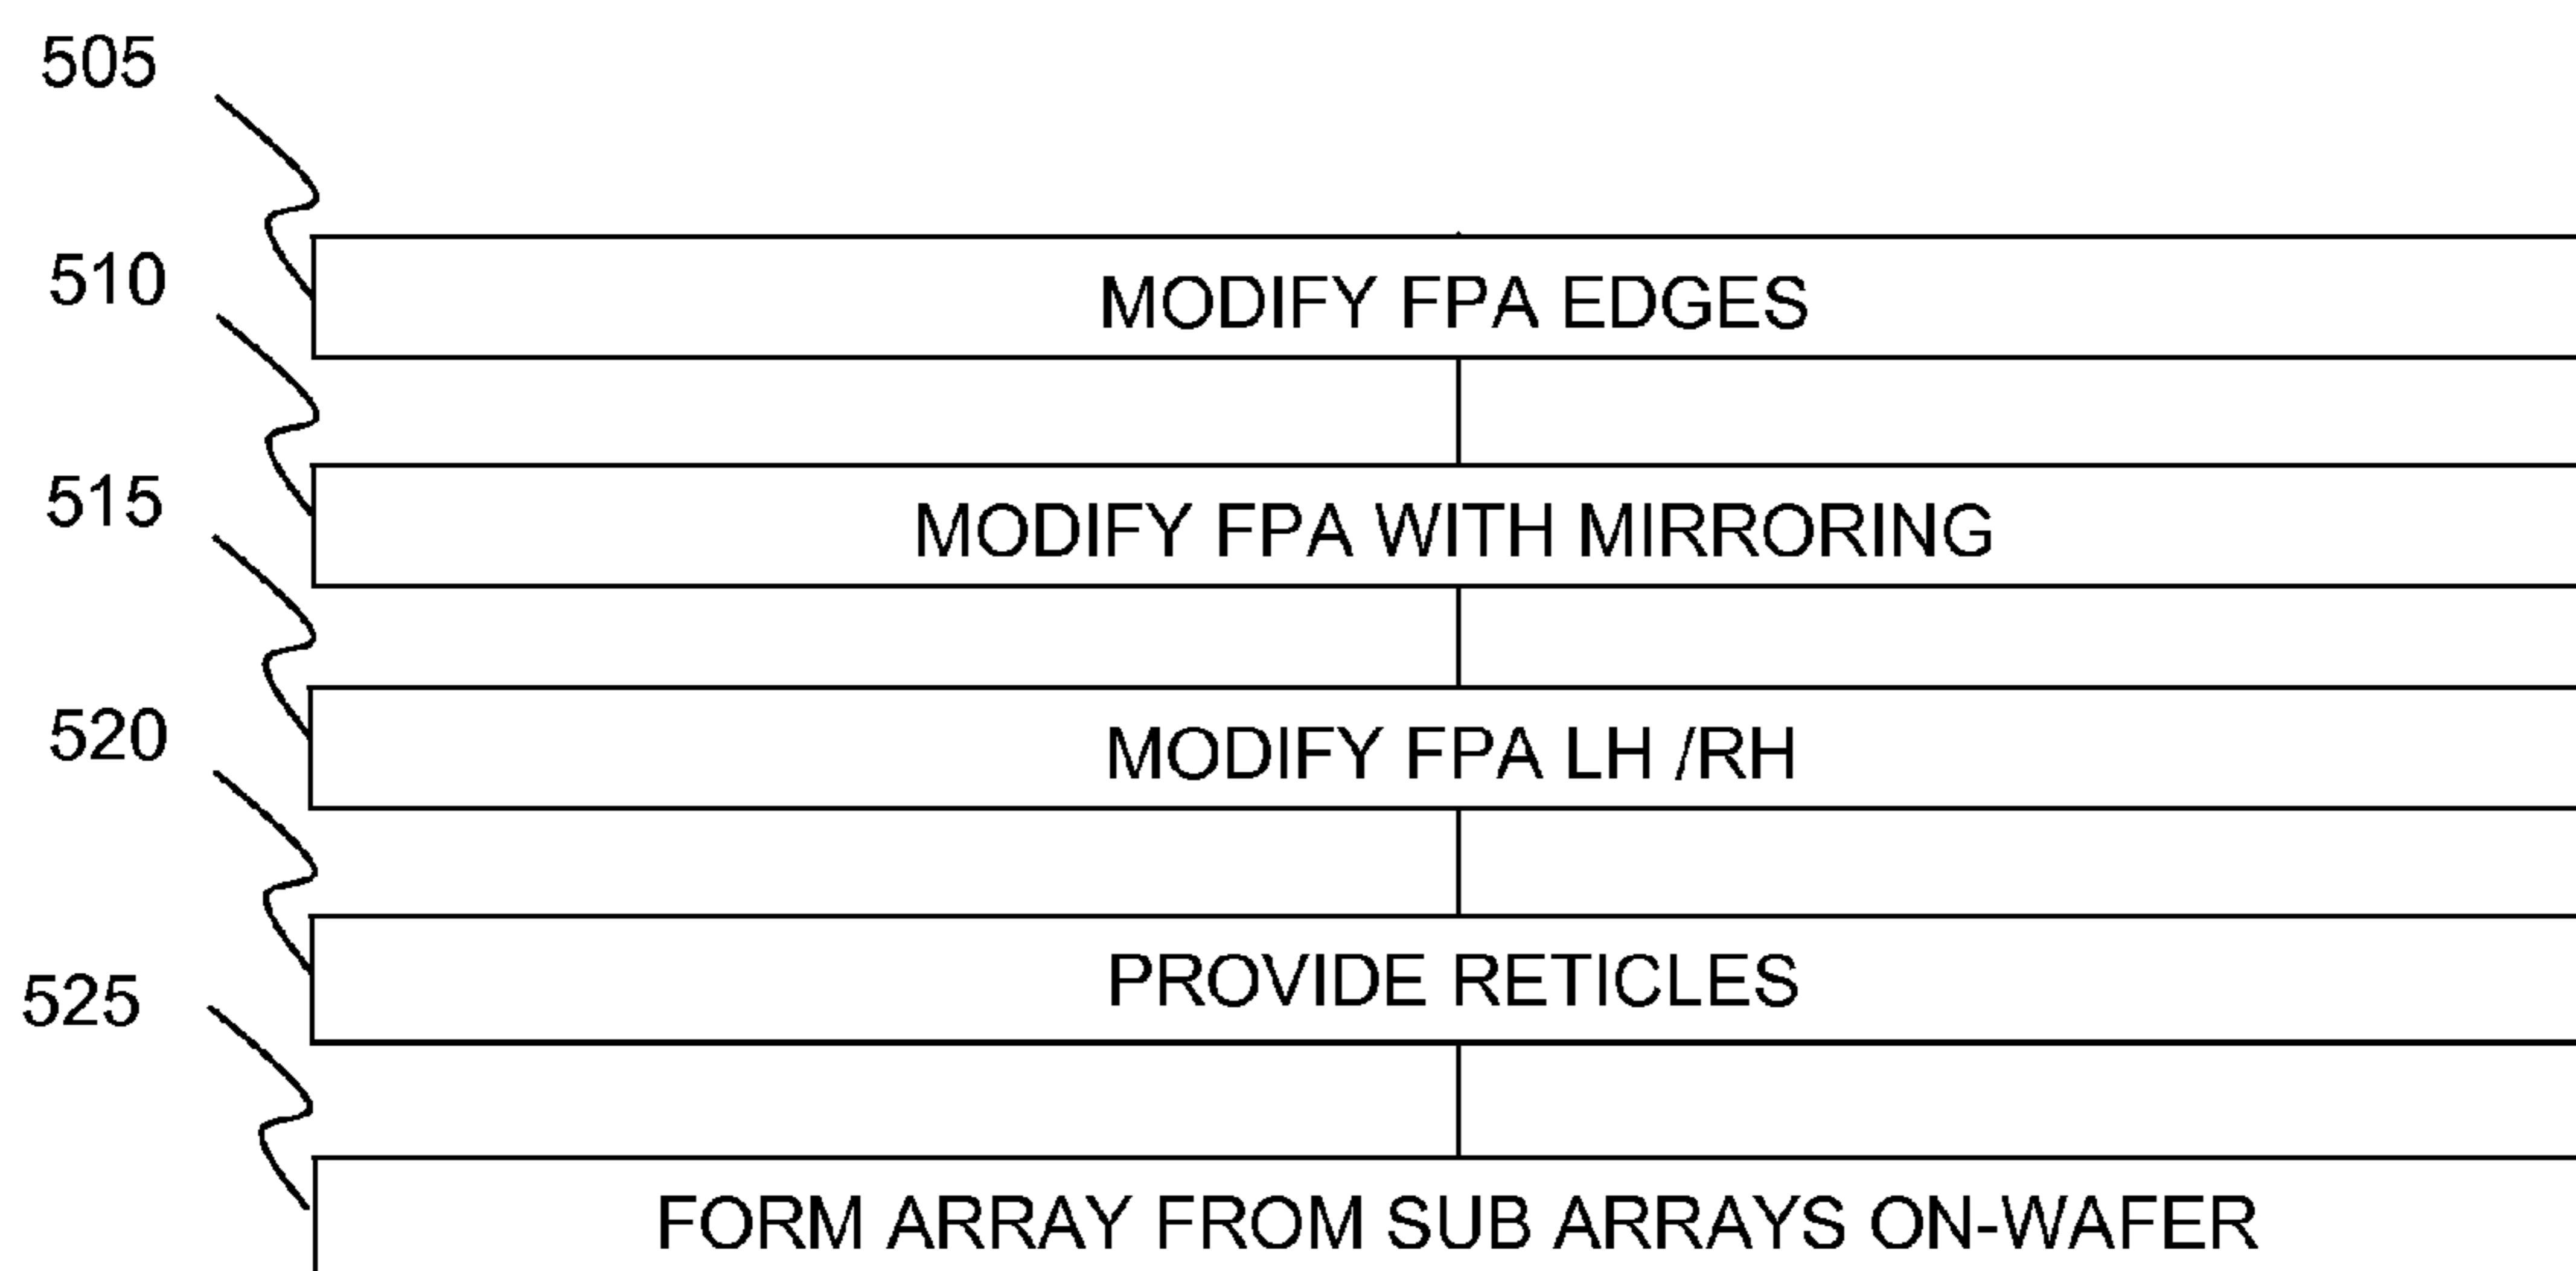 505
MODIFY FPA EDGES
510
MODIFY FPA WITH MIRRORING
515
MODIFY FPA LH /RH
520
PROVIDE RETICLES
525
FORM ARRAY FROM SUB ARRAYS ON-WAFER